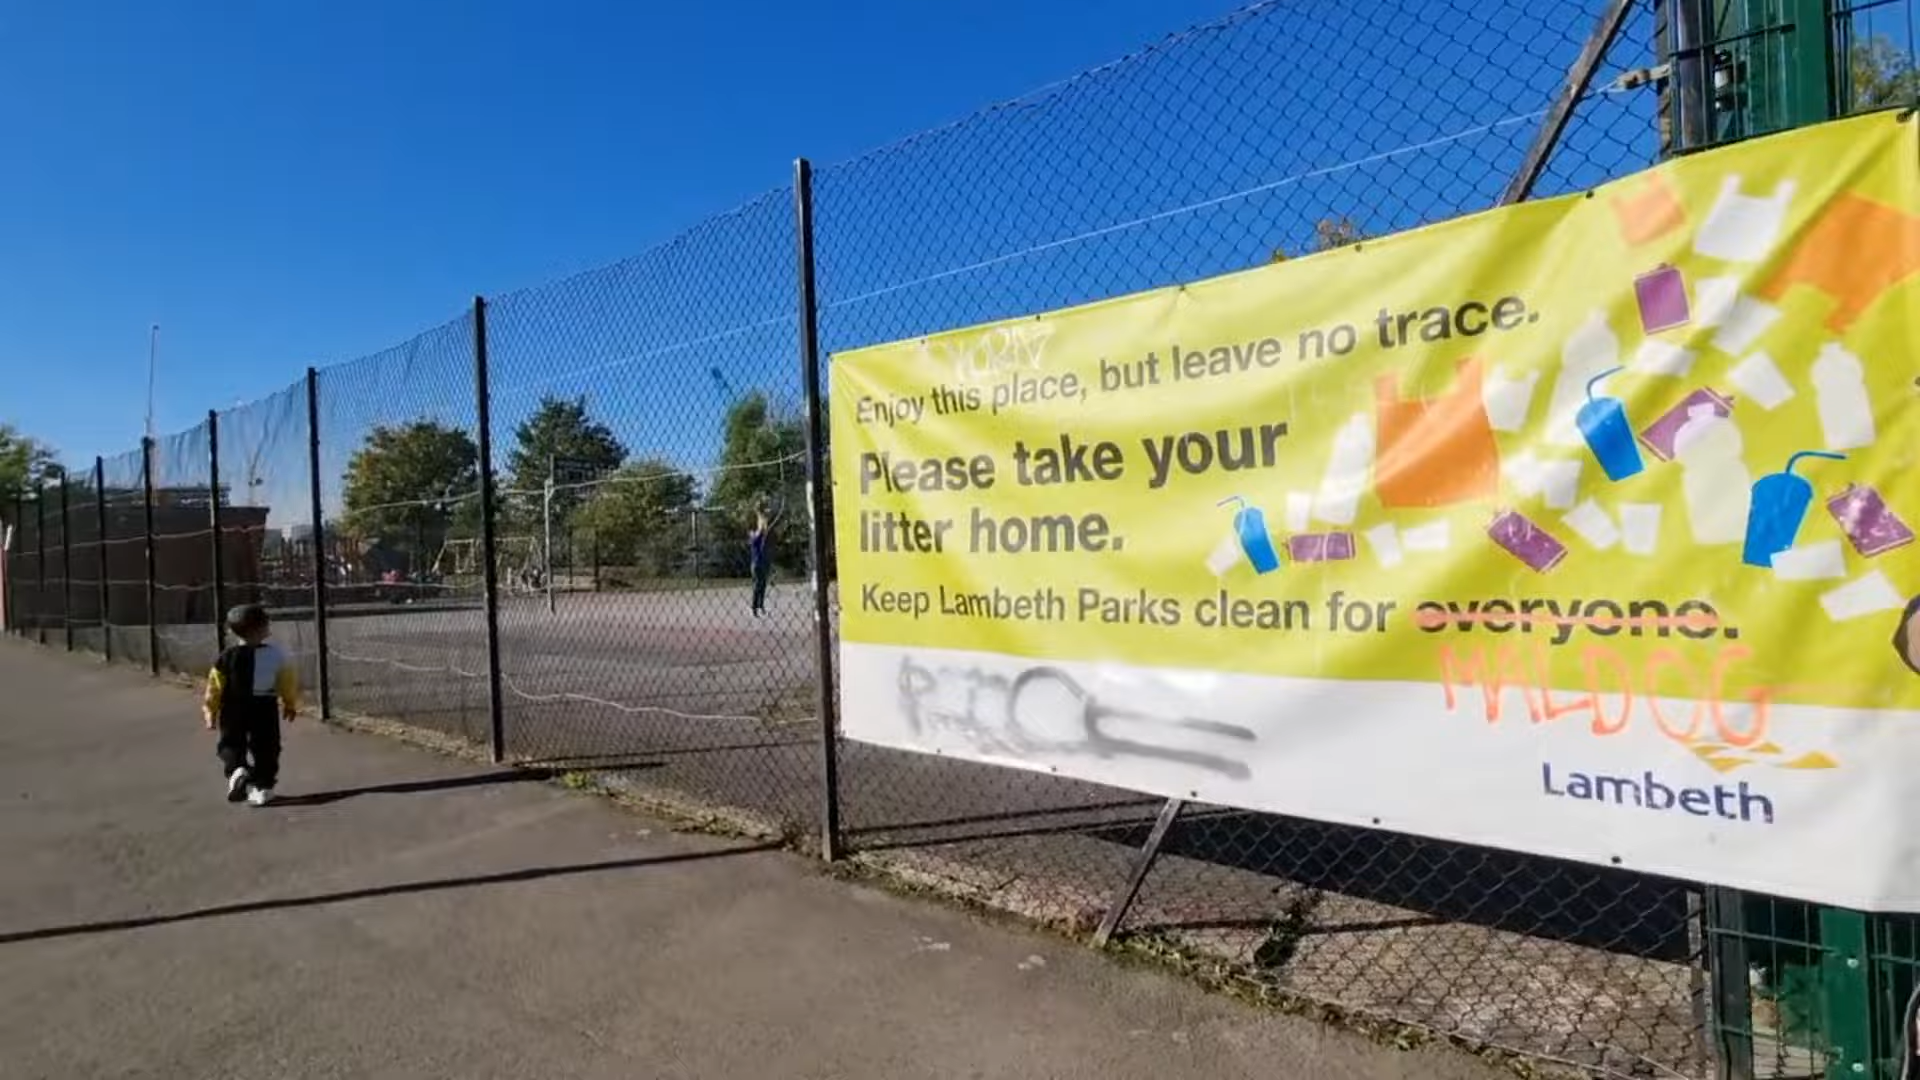 Enjoy this place, but leave no trace.
Please take your
litter home.
Keep Lambeth Parks clean for everyone.
MALDOG
Lambeth